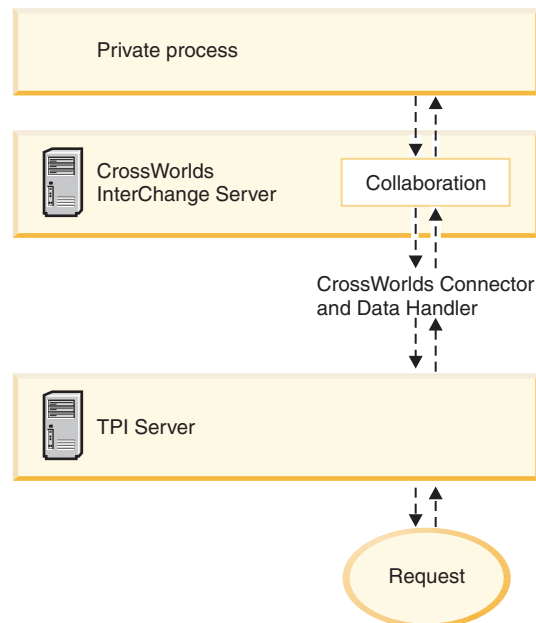 Private process
CrossWorlds
InterChange Server
Collaboration
CrossWorlds Connector
and Data Handler
TPI Server
Request